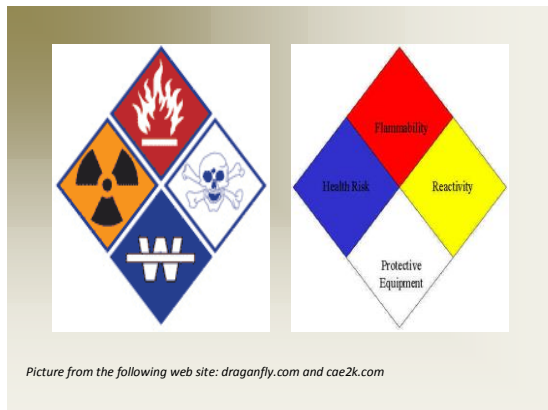 W
Flammability
Health Risk
Reactivity
Protective
Equipment
Picture from the following web site: draganfly.com and cae2k.com